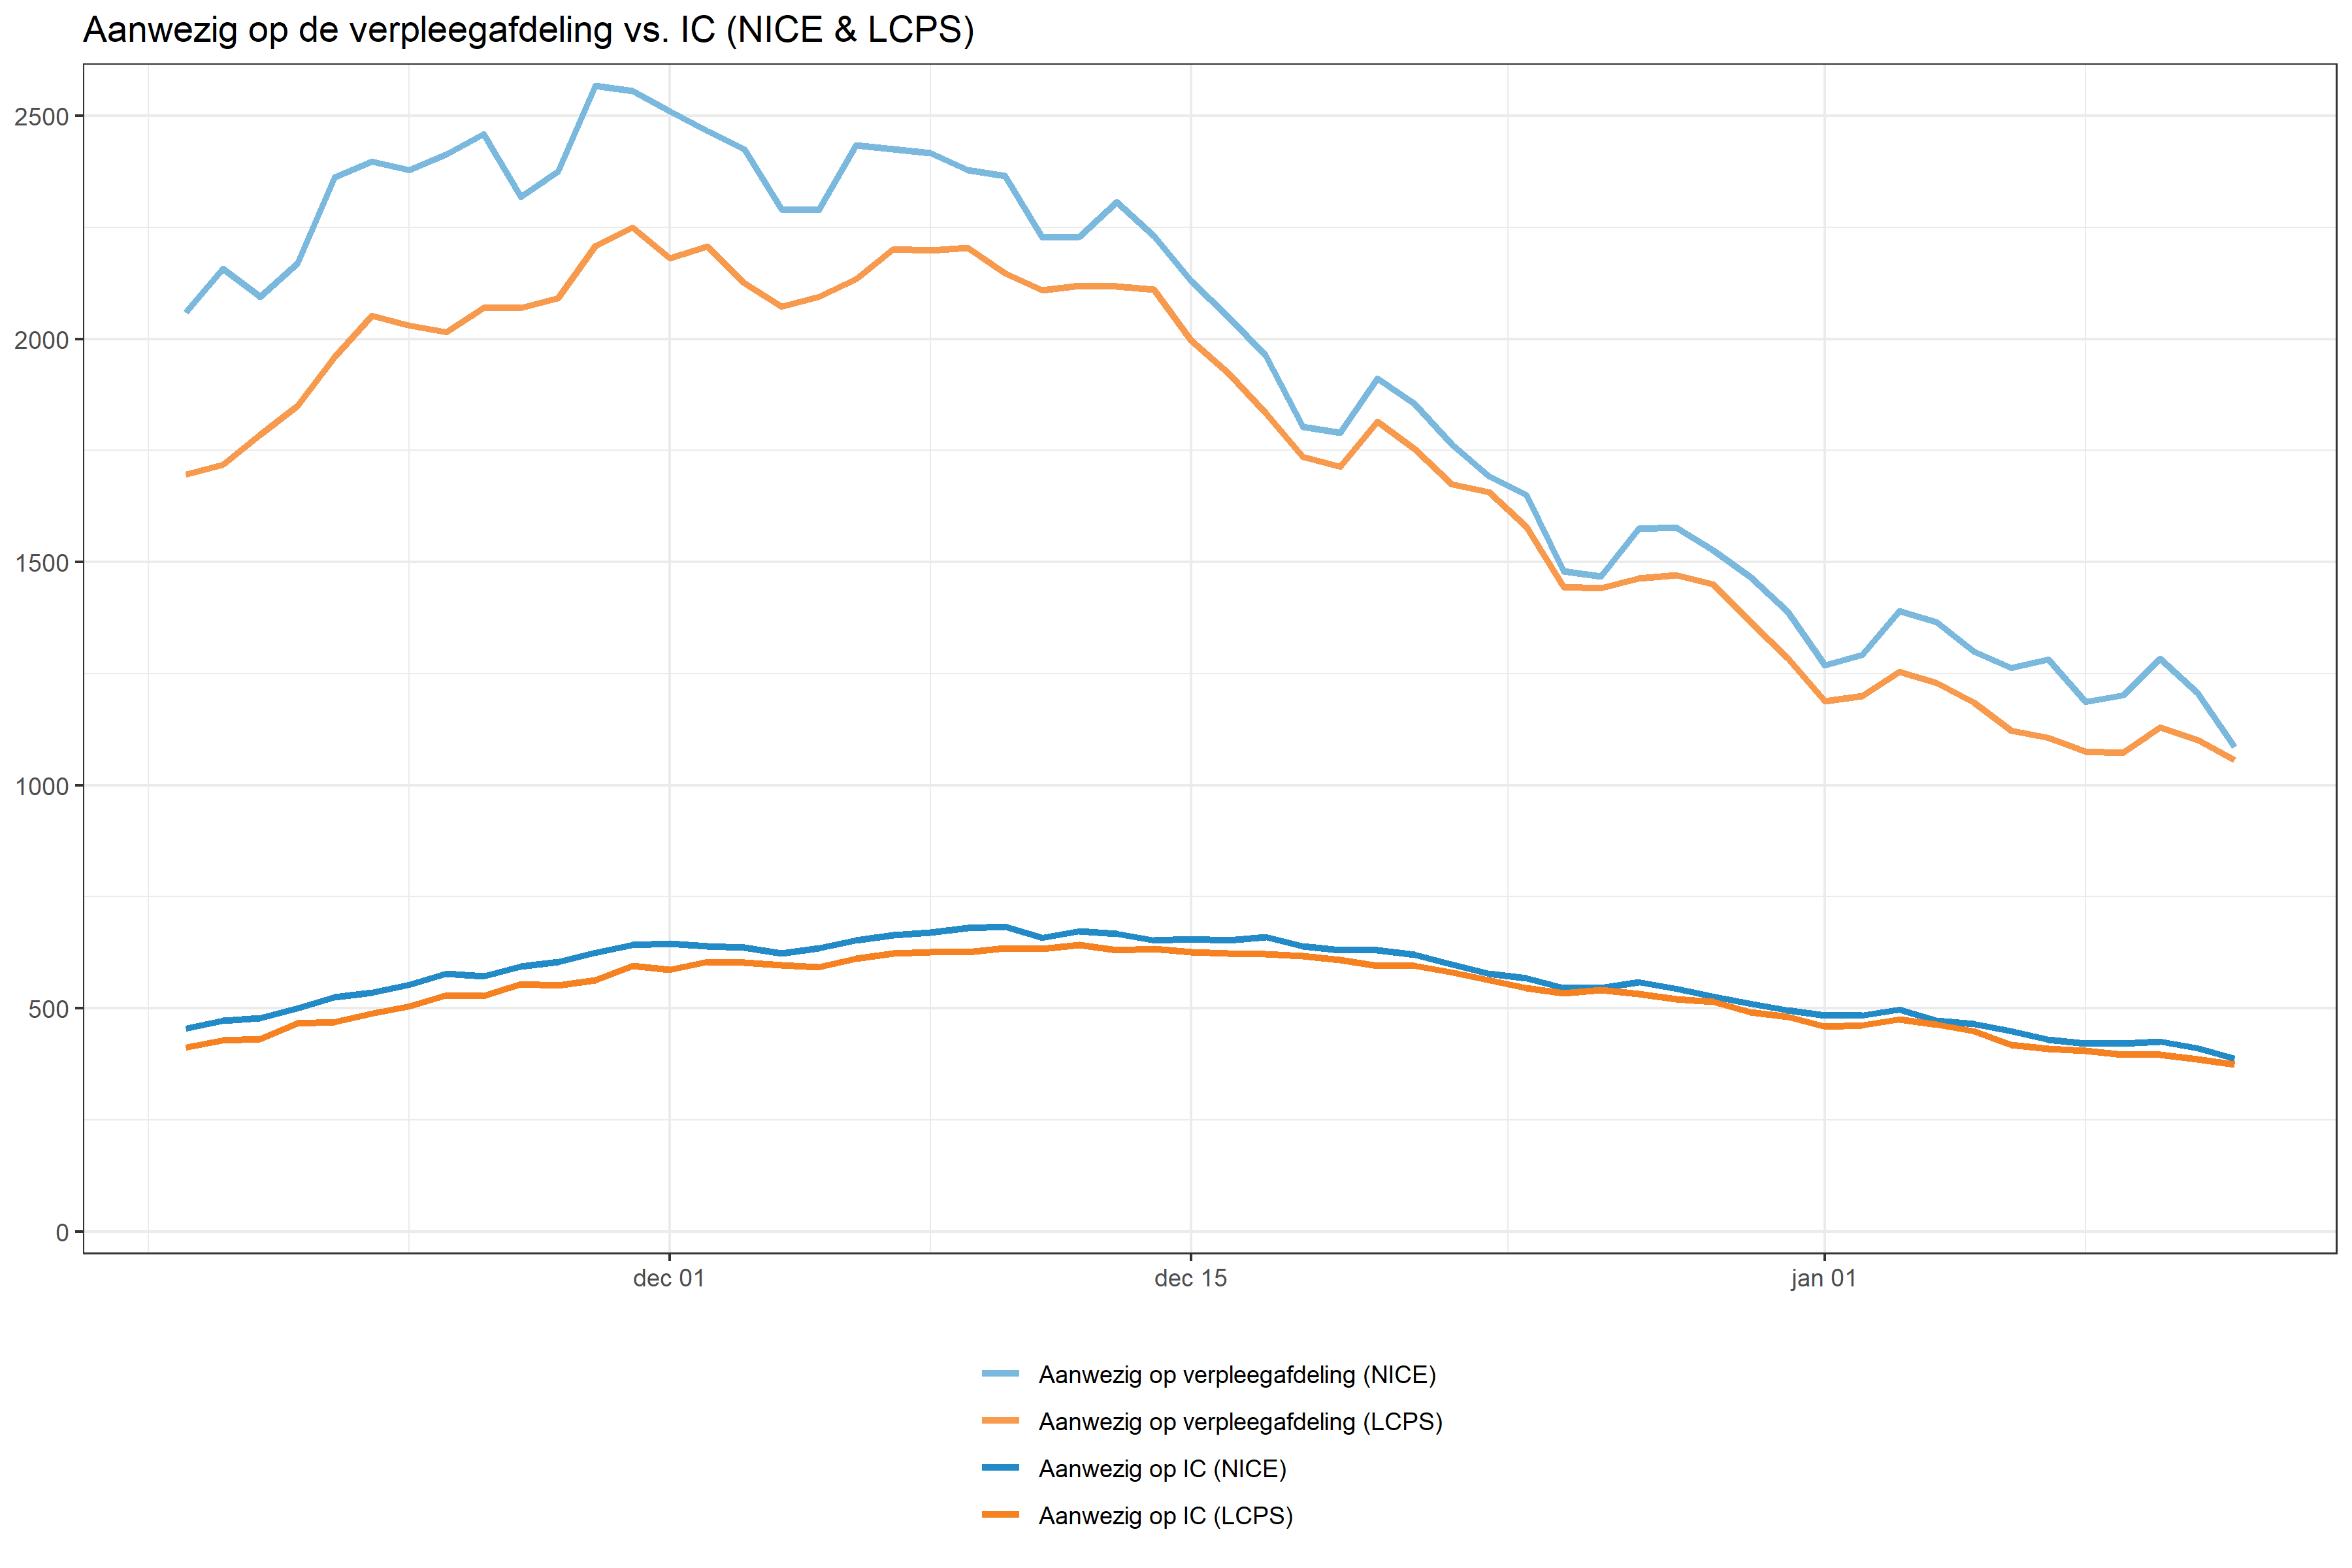 Aanwezig op de verpleegafdeling vs. IC (NICE & LCPS)
2500
2000
1500
1000
500
0
dec 01 dec 15 jan 01
Aanwezig op verpleegafdeling (NICE)
Aanwezig op verpleegafdeling (LCPS)
Aanwezig op IC (NICE)
Aanwezig op IC (LCPS)